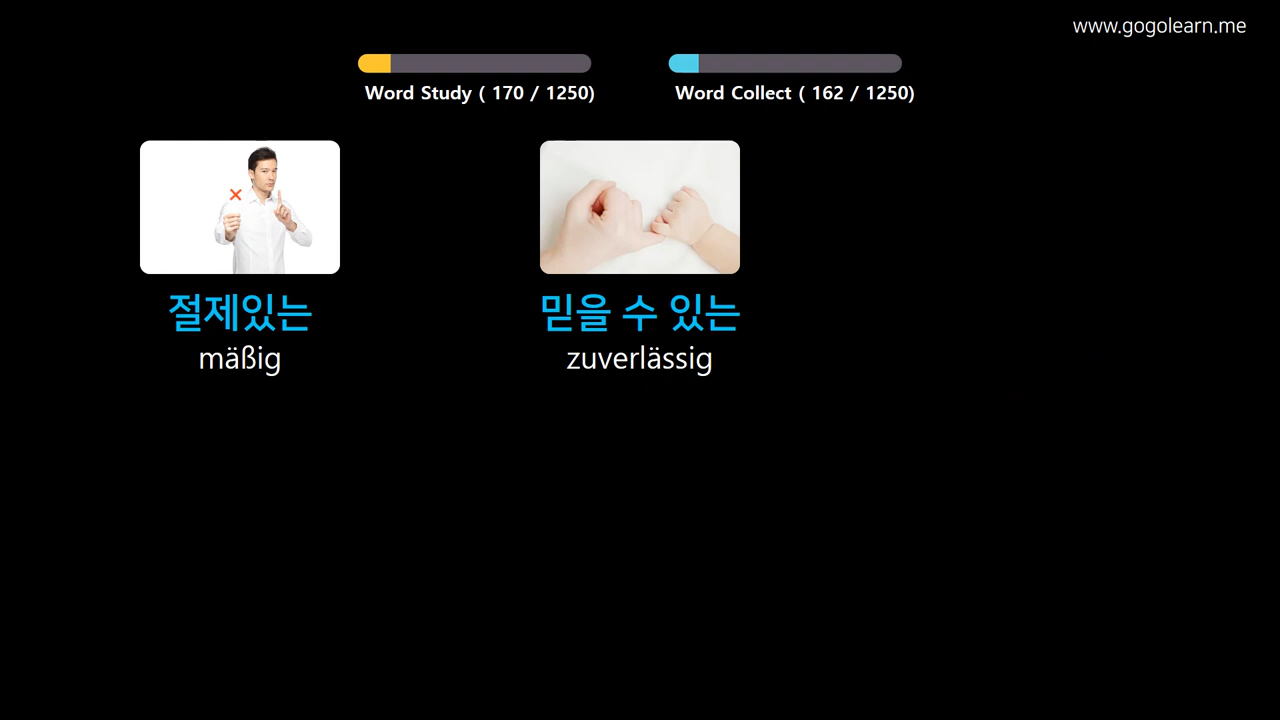 www.gogolearn.me
Word Study ( 170 / 1250)
Word Collect ( 162 / 1250)
절제있는
mäßig
믿을 수 있는
zuverlässig